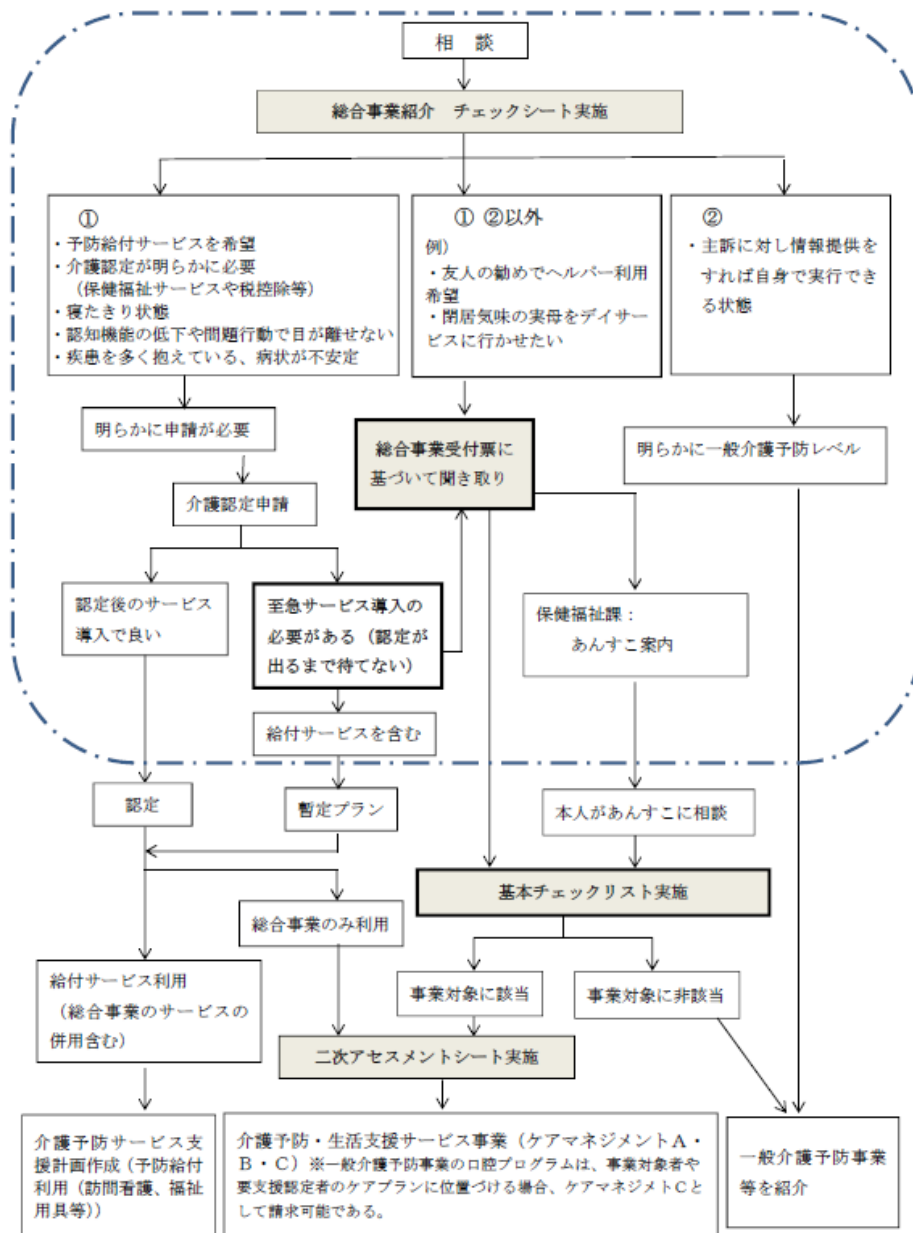 相 談
総合事業紹介 チェックシート実施
①
・予防給付サービスを希望
・介護認定が明らかに必要
(保健福祉サービスや税控除等)
・寝たきり状態
・認知機能の低下や問題行動で目が離せない
・疾患を多く抱えている、病状が不安定
① ②以外
例)
・友人の勧めでヘルパー利用
希望
・閉居気味の実母をデイサー
ビスに行かせたい
②
・主訴に対し情報提供を
すれば自身で実行でき
る状態
明らかに申請が必要
総合事業受付票に
基づいて聞き取り
明らかに一般介護予防レベル
介護認定申請
認定後のサービス
導入で良い
至急サービス導入の
必要がある(認定が
出るまで待てない)
保健福祉課:
あんすこ案内
給付サービスを含む
認定
暫定プラン
本人があんすこに相談
基本チェックリスト実施
総合事業のみ利用
給付サービス利用
(総合事業のサービスの
併用含む)
事業対象に該当
事業対象に非該当
二次アセスメントシート実施
介護予防サービス支
援計画作成(予防給付
利用(訪問看護、福祉
用具等))
介護予防・生活支援サービス事業(ケアマネジメントA・
B・C)※一般介護予防事業の口腔プログラムは、事業対象者や
要支援認定者のケアプランに位置づける場合、ケアマネジメトCと
して請求可能である。
一般介護予防事業
等を紹介